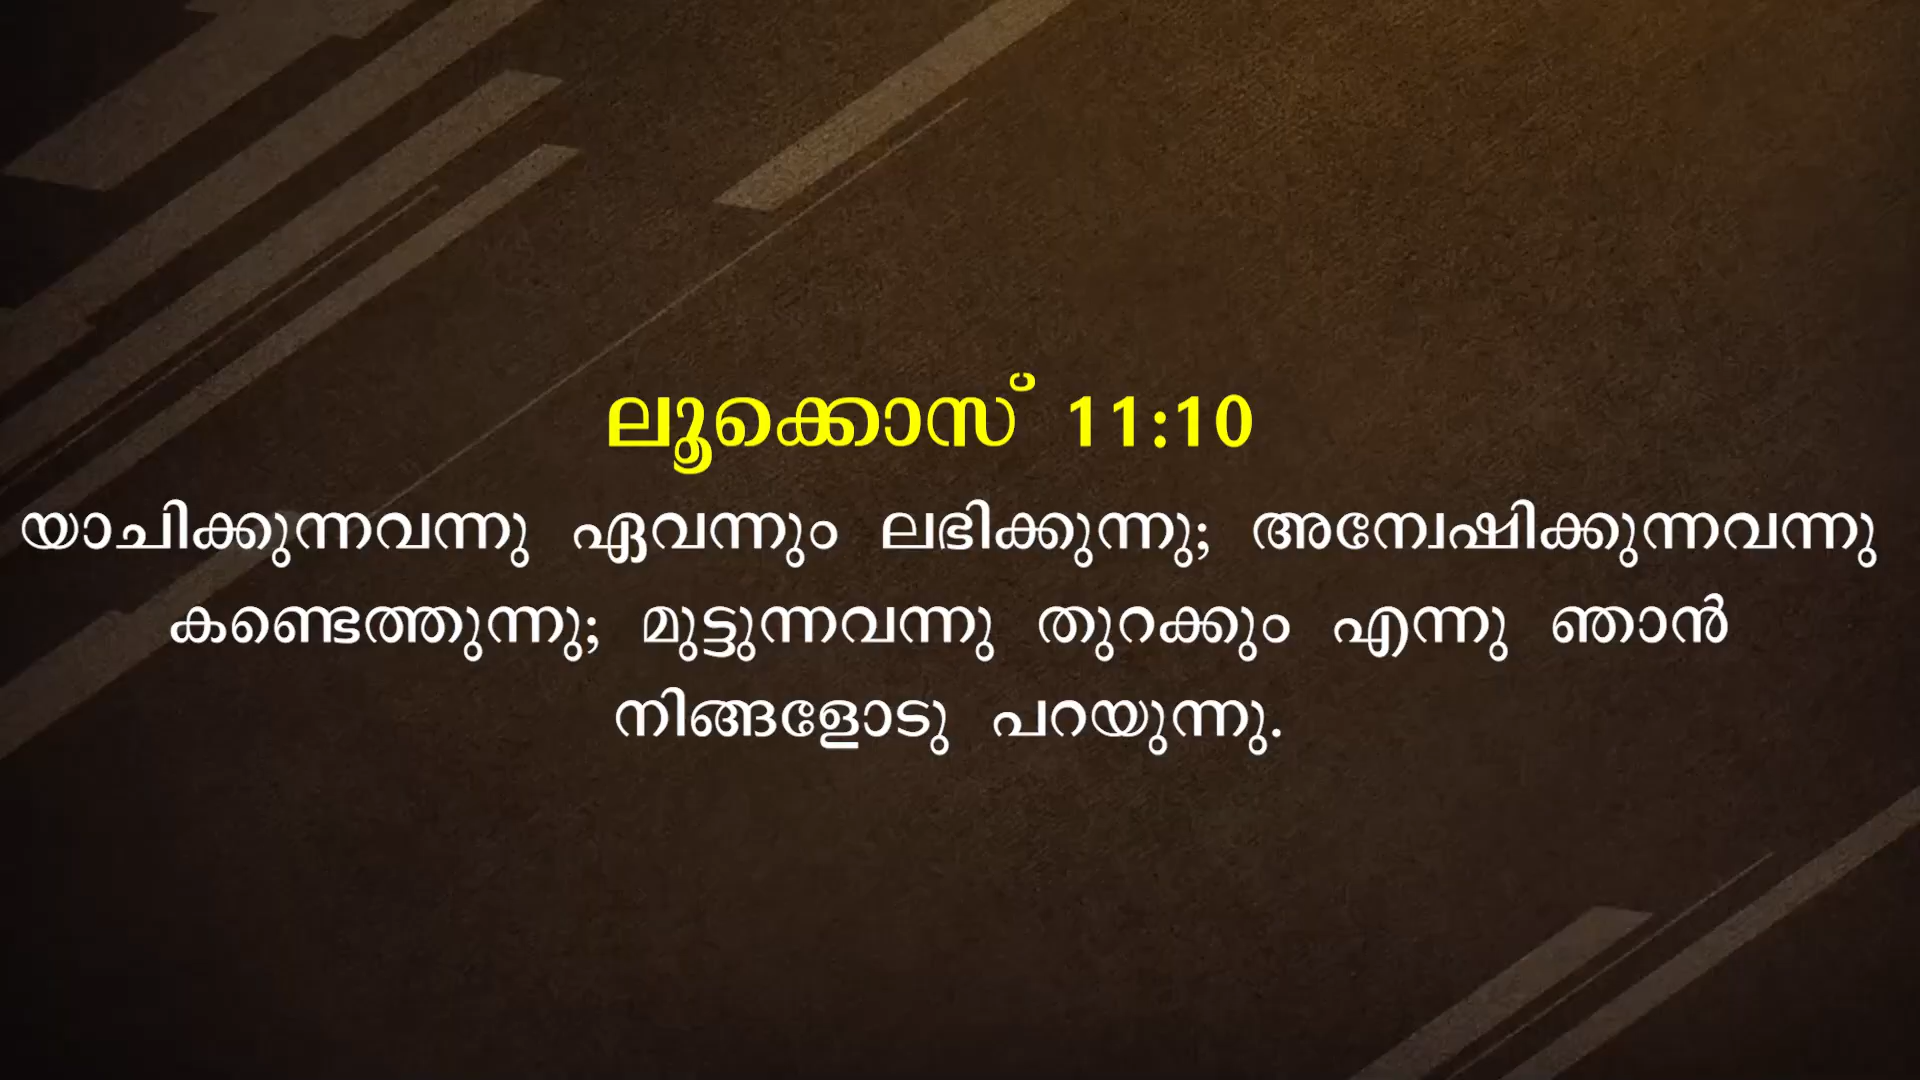 ലൂക്കൊസ് 11:10
യാചിക്കുന്നവന്നു ഏവന്നും ലഭിക്കുന്നു; അന്വേഷിക്കുന്നവന്നു
കണ്ടെത്തുന്നു; മുട്ടുന്നവന്നു തുറക്കും എന്നു ഞാൻ
നിങ്ങളോടു പറയുന്നു.